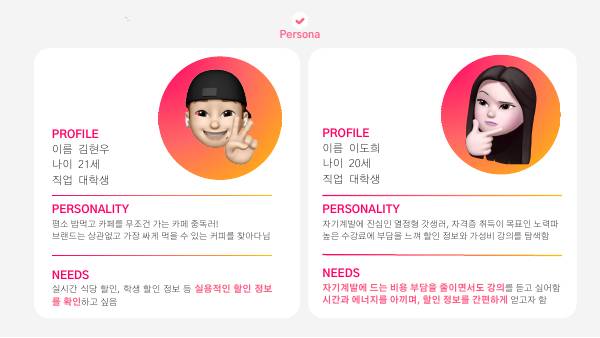 Persona
PROFILE
이름 김현우
나이 21세
직업 대학생
PERSONALITY
평소 밥먹고 카페를 무조건 가는 카페 중독러!
브랜드는 상관없고 가장 싸게 먹을 수 있는 커피를 찾아다님
NEEDS
실시간 식당 할인, 학생 할인 정보 등 실용적인 할인 정보
를 확인하고 싶음
PROFILE
이름 이도희
나이 20세
직업 대학생
PERSONALITY
자기계발에 진심인 열정형 갓생러, 자격증 취득이 목표인 노력파
높은 수강료에 부담을 느껴 할인 정보와 가성비 강의를 탐색함
NEEDS
자기계발에 드는 비용 부담을 줄이면서도 강의를 듣고 싶어함
시간과 에너지를 아끼며, 할인 정보를 간편하게 얻고자 함